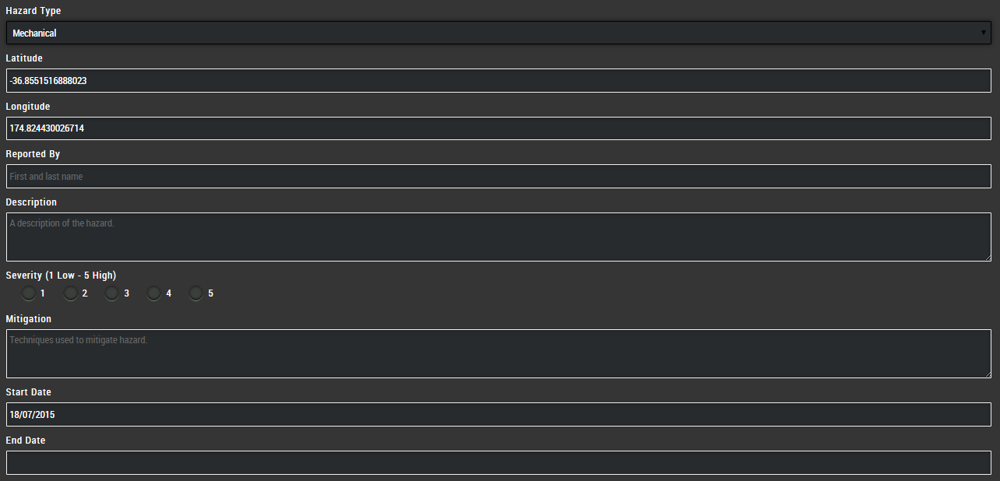 Hazard Type
Mechanical
Latitude
-36.8551516888023
Longitude
174.824430026714
Reported By
First and last name
Description
A description of the hazard.
Severity (1 Low - 5 High)
1 2 3 4 5
Mitigation
Techniques used to mitigate hazard.
Start Date
18/07/2015
End Date